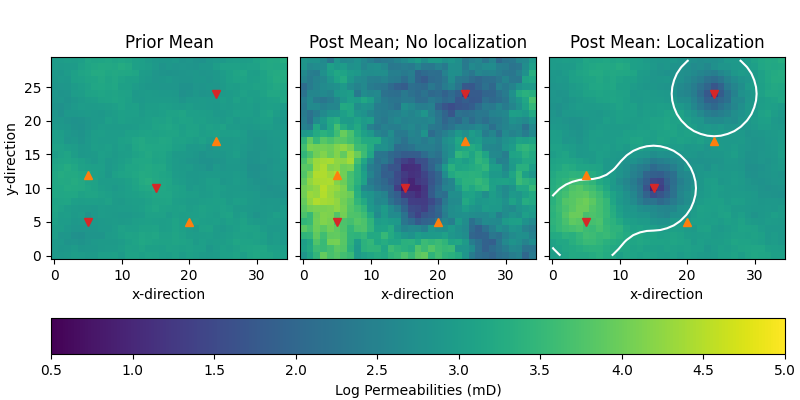 Prior Mean
Post Mean; No localization
Post Mean: Localization
y-direction
25
20
15
10
5
0
0 10 20 30
0 10 20 30
0 10 20 30
x-direction
x-direction
x-direction
0.5 1.0 1.5 2.0 2.5 3.0 3.5 4.0 4.5 5.0
Log Permeabilities (mD)